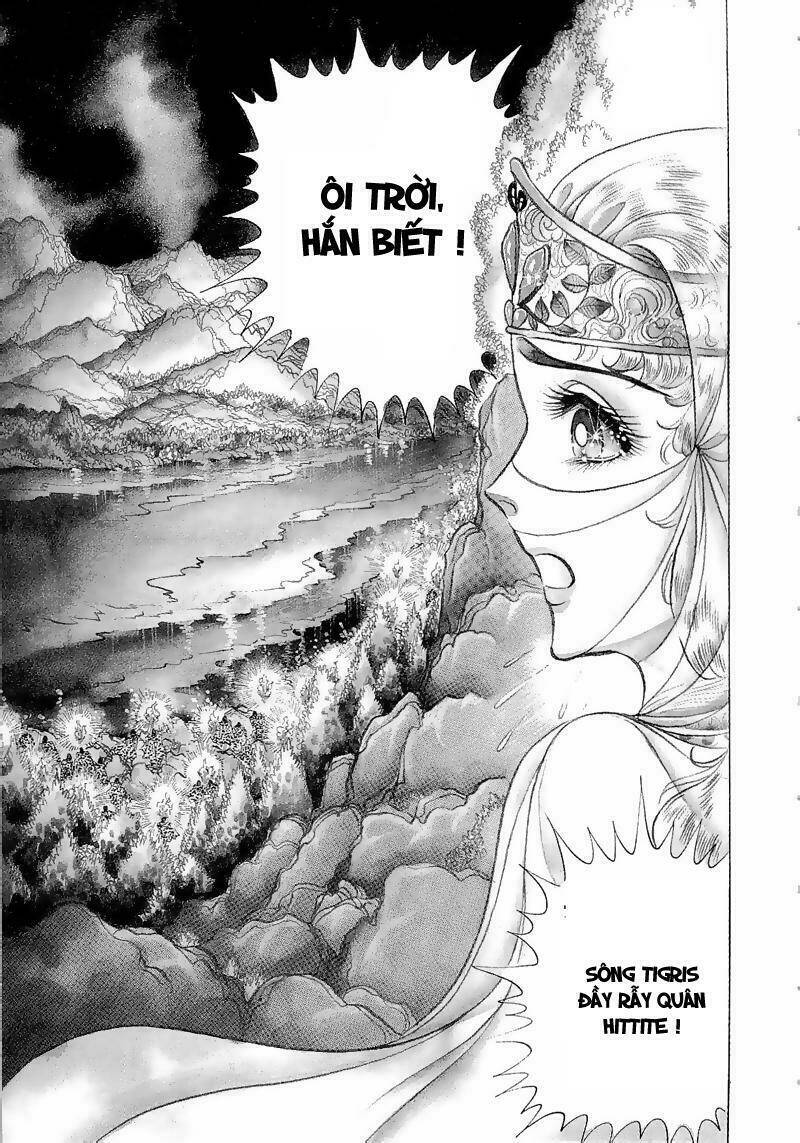 ÔI TRỜI,
HẮN BIẾT !
SÔNG TIGRIS
ĐẦY RẪY QUÂN
HITTITE !